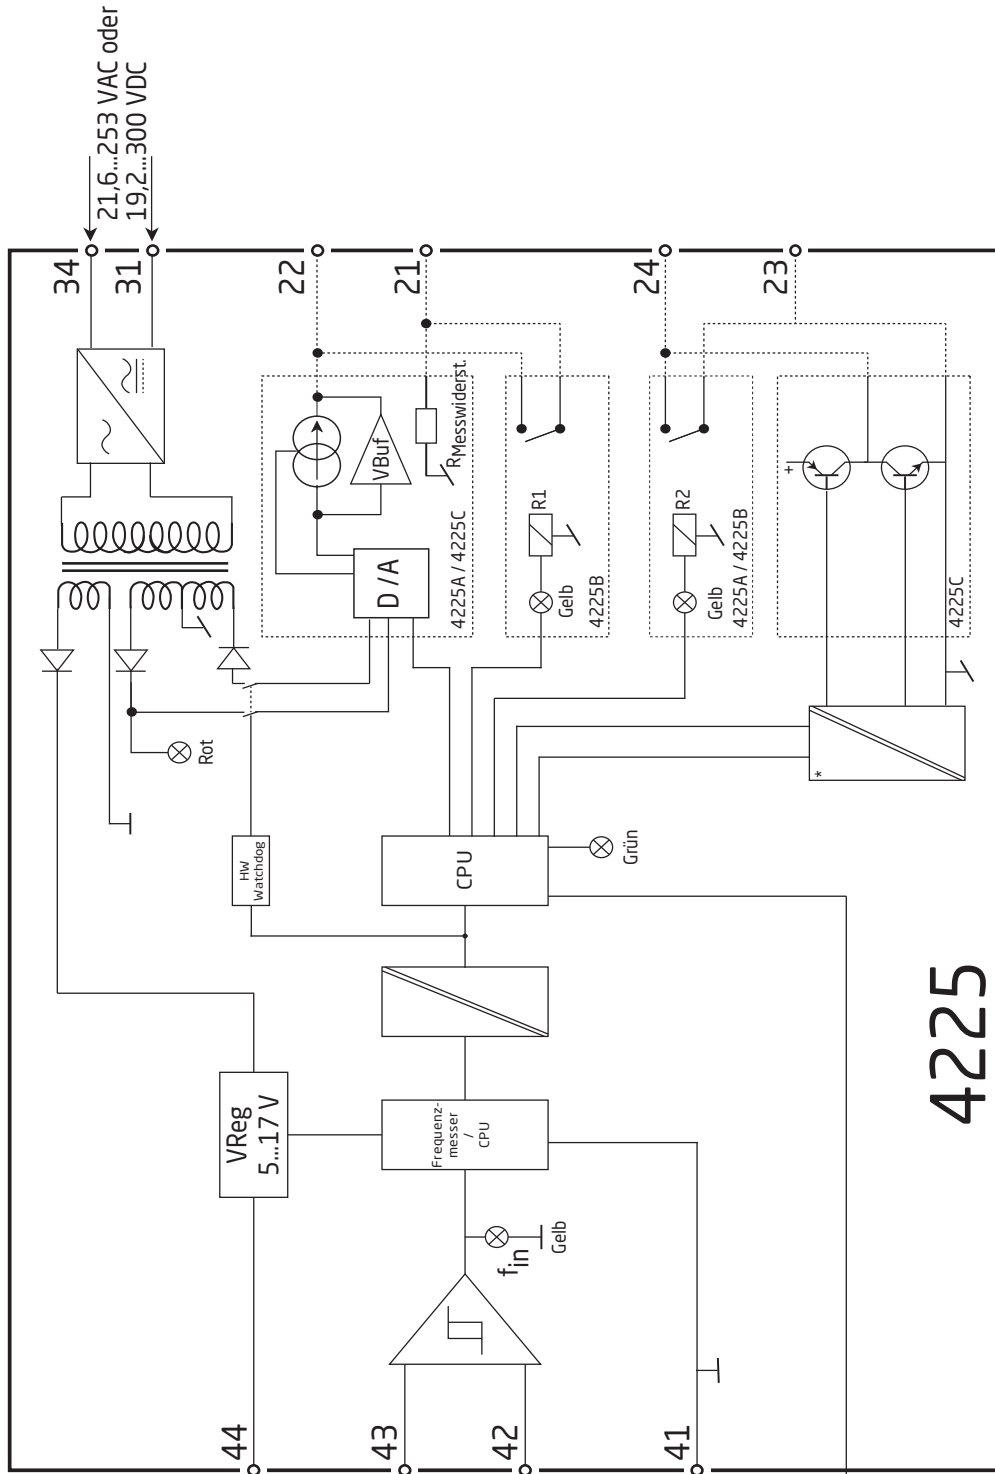 21,6...253 VAC oder
19,2...300 VDC
34
31
22
21
24
23
VBuf
RMesswiderst.
D /A
4225A / 4225C
R1
Gelb
4225B
R2
Gelb
4225A / 4225B
+
4225C
Rot
*
HW
Watchdog
CPU
Grün
VReg
5...17 V
Frequenz-
messer
/
CPU
fin
Gelb
44
43
42
41
4225